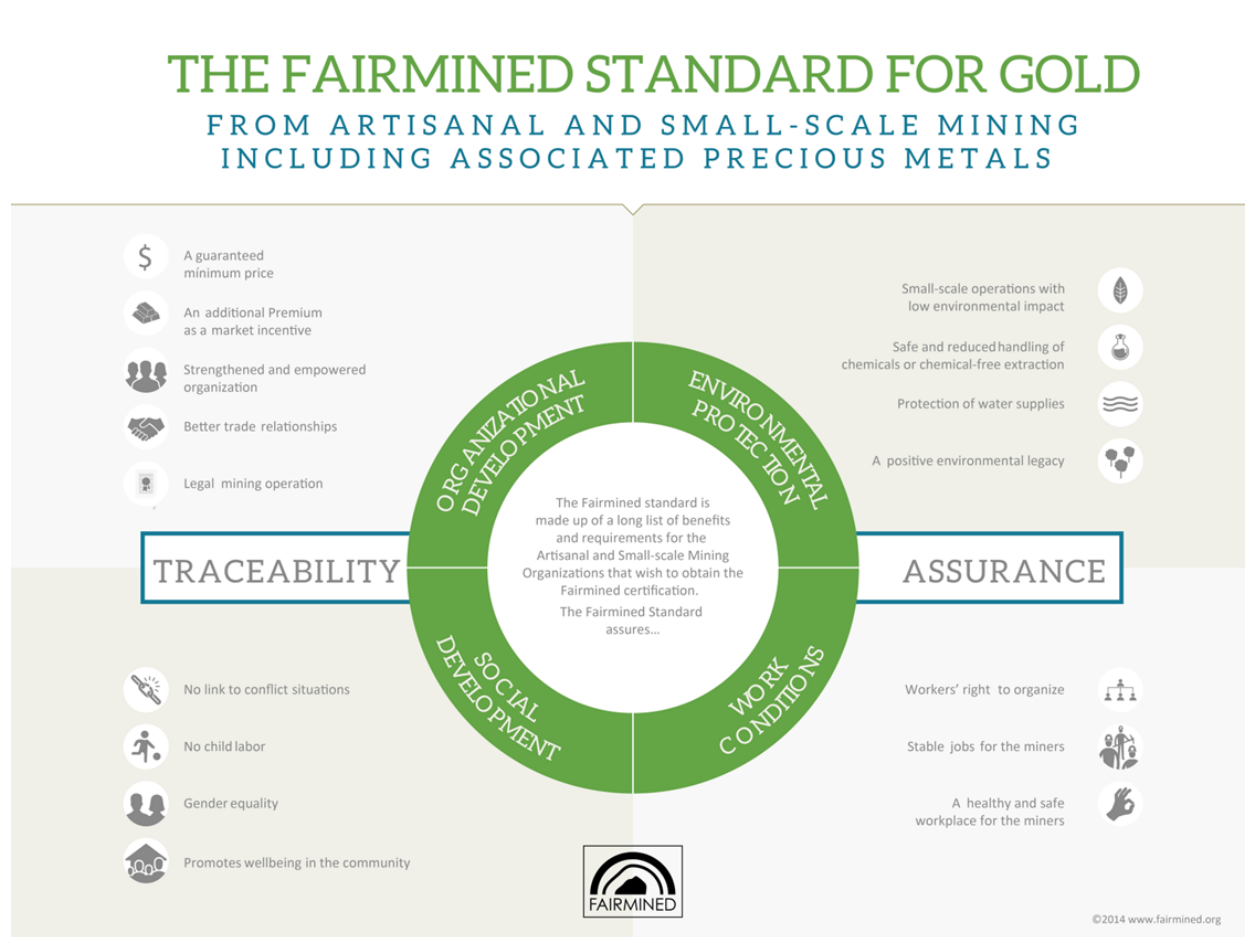 THE FAIRMINED STANDARD FOR GOLD
FROM ARTISANAL AND SMALL-SCALE MINING
INCLUDING ASSOCIATED PRECIOUS METALS
$
A guaranteed
mínimum price
An additional Premium
as a market incentive
Strengthened and empowered
organization
Better trade relationships
Legal mining operation
Small-scale operations with
low environmental impact
Safe and reduced handling of
chemicals or chemical-free extraction
Protection of water supplies
A positive environmental legacy
ORGANIZATIONAL
DEVELOPMENT
ENVIRONMENTAL
PROTECTION
TRACEABILITY
The Fairmined standard is
made up of a long list of benefits
and requirements for the
Artisanal and Small-scale Mining
Organizations that wish to obtain the
Fairmined certification.
The Fairmined Standard
assures...
ASSURANCE
SOCIAL
DEVELOPMENT
WORK
CONDITIONS
No link to conflict situations
No child labor
Gender equality
Promotes wellbeing in the community
Workers' right to organize
Stable jobs for the miners
A healthy and safe
workplace for the miners
FAIRMINED
©2014 www.fairmined.org